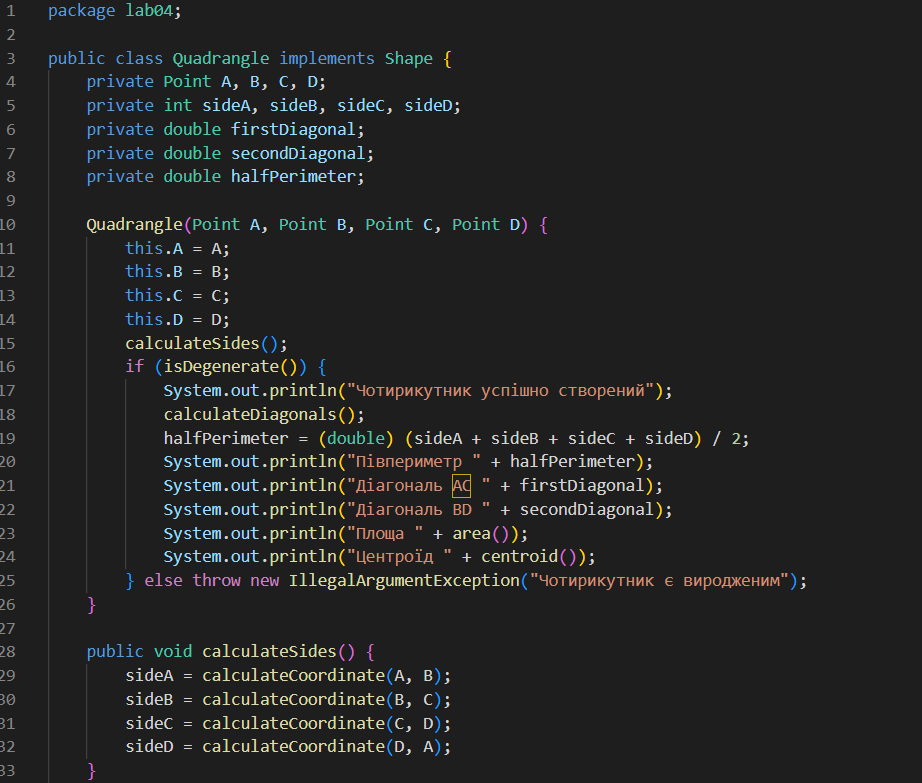 1 package lab04;
2
3 public class Quadrangle implements Shape {
4 private Point A, B, C, D;
5 private int sideA, sideB, sideC, sideD;
6 private double firstDiagonal;
7 private double secondDiagonal;
8 private double halfPerimeter;
9
10 Quadrangle(Point A, Point B, Point C, Point D) {
11 this.A = A;
12 this.B = B;
13 this.C = C;
14 this.D = D;
15 calculateSides();
16 if (isDegenerate()) {
17 System.out.println("Чотирикутник успішно створений");
18 calculateDiagonals();
19 halfPerimeter = (double) (sideA + sideB + sideC + sideD) / 2;
20 System.out.println("Півпериметр " + halfPerimeter);
21 System.out.println("Діагональ АС " + firstDiagonal);
22 System.out.println("Діагональ BD " + secondDiagonal);
23 System.out.println("Площа " + area());
24 System.out.println("Центроїд " + centroid());
25 } else throw new IllegalArgumentException("Чотирикутник є виродженим");
26 }
27
28 public void calculateSides() {
29 sideA = calculateCoordinate(A, B);
30 sideB = calculateCoordinate(B, C);
31 sideC = calculateCoordinate(C, D);
32 sideD = calculateCoordinate(D, A);
33 }